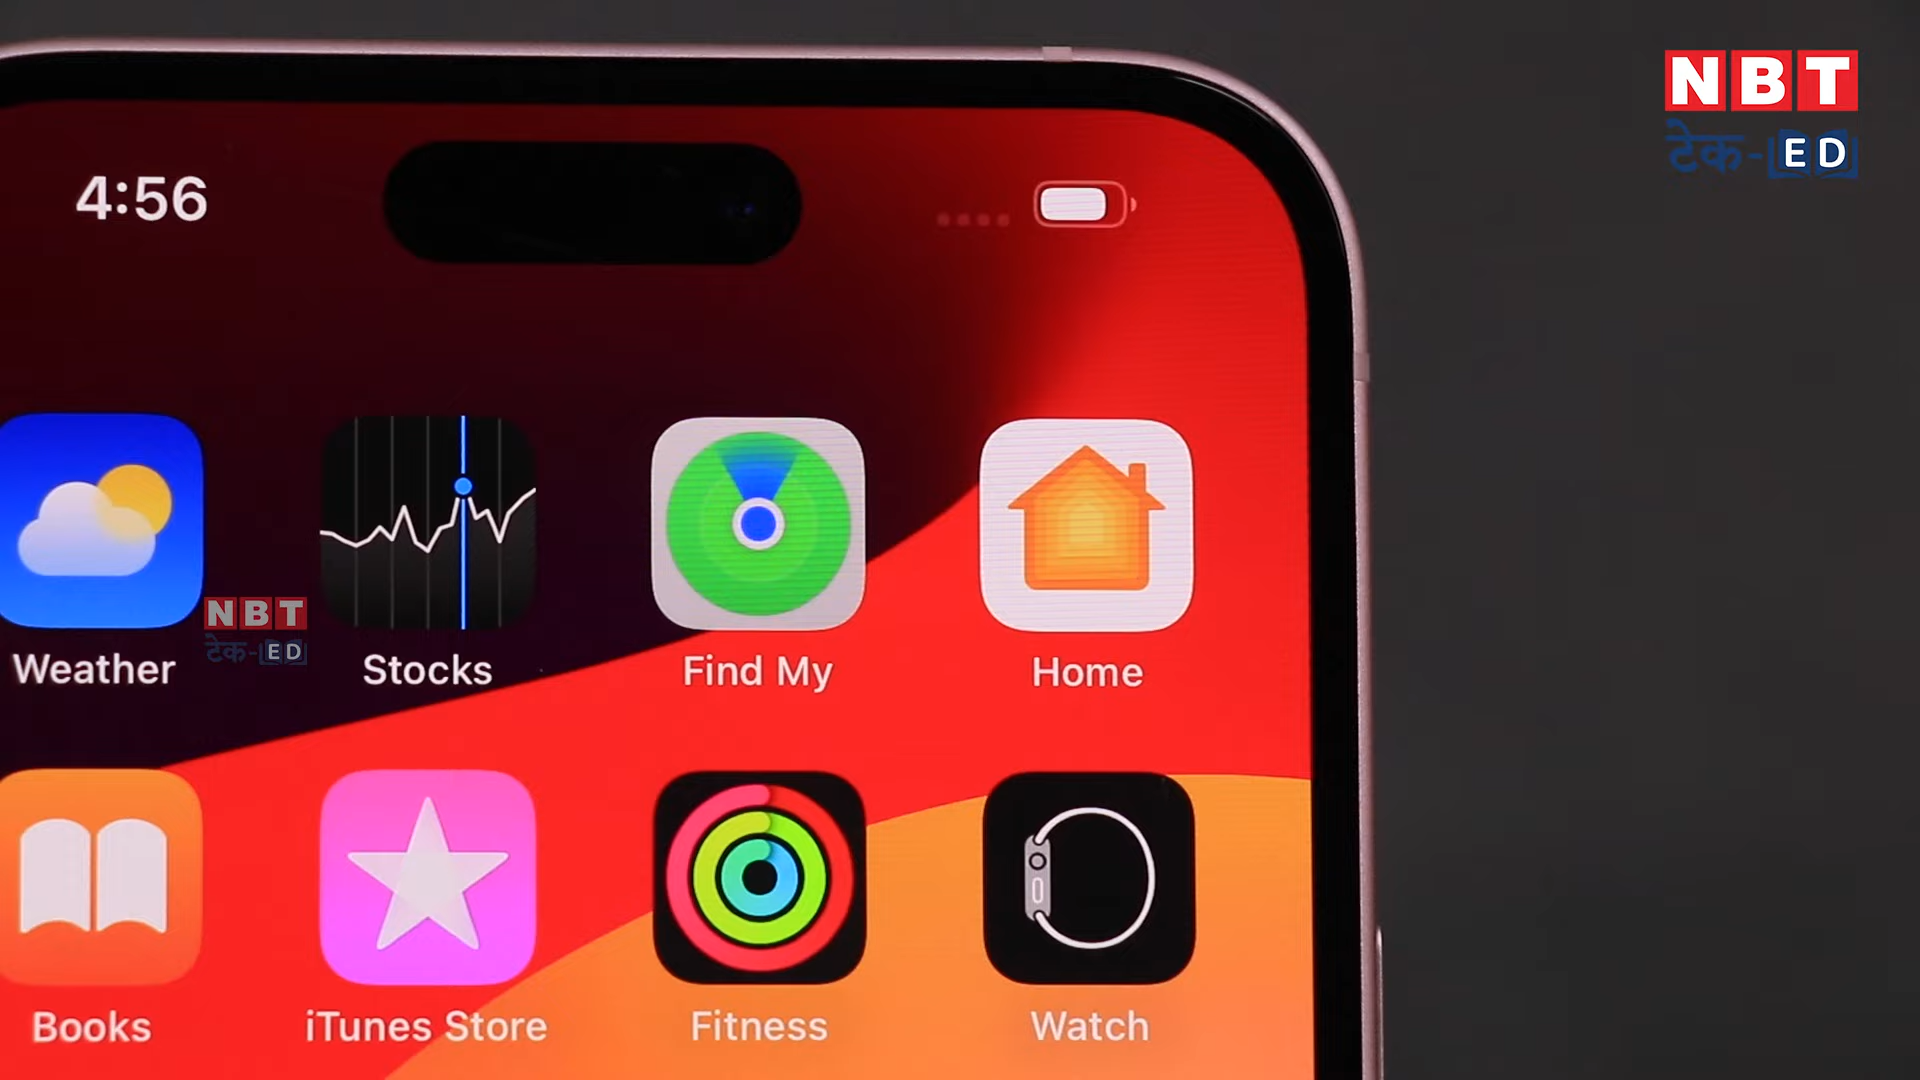 NBT
टेक-ED
4:56
NBT
टेक-ED
Weather
Stocks
Find My
Home
Books
iTunes Store
Fitness
Watch